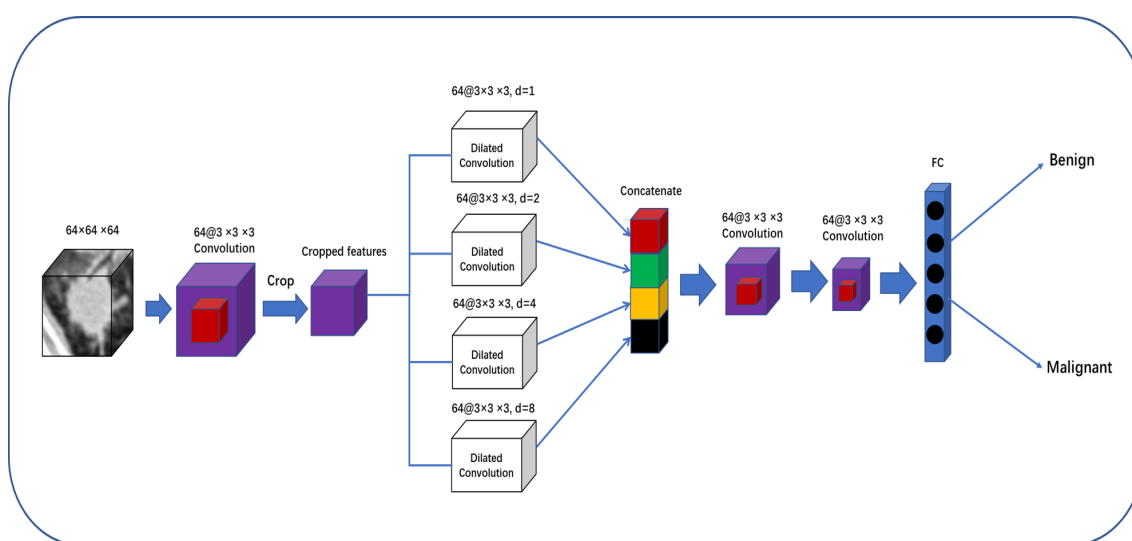 64×64 ×64
64@3 ×3 ×3
Convolution
Crop
Cropped features
64@3×3 ×3, d=1
Dilated
Convolution
64@3×3 ×3, d=2
Dilated
Convolution
64@3×3 ×3, d=4
Dilated
Convolution
64@3×3 ×3, d=8
Dilated
Convolution
Concatenate
64@3 ×3 ×3
Convolution
64@3 ×3 ×3
Convolution
FC
Benign
Malignant